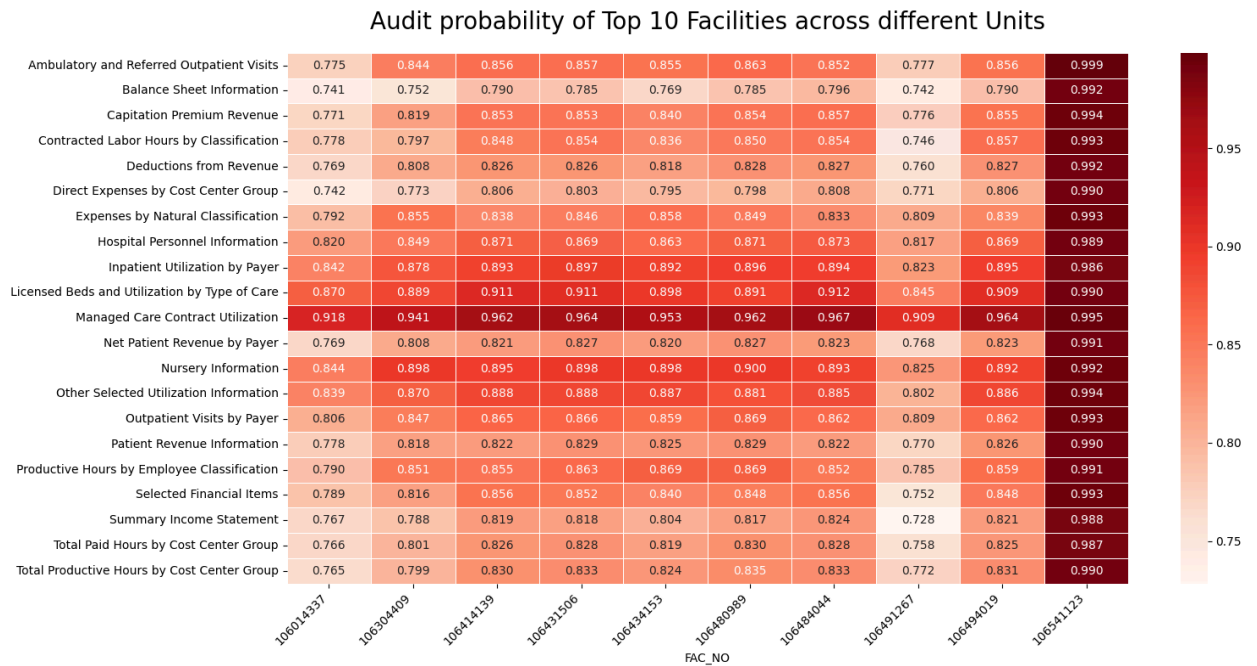 Audit probability of Top 10 Facilities across different Units
Ambulatory and Referred Outpatient Visits 0.775 0.844 0.856 0.857 0.855 0.863 0.852 0.777 0.856 0.999
Balance Sheet Information 0.741 0.752 0.790 0.785 0.769 0.785 0.796 0.742 0.790 0.992
Capitation Premium Revenue 0.771 0.819 0.853 0.853 0.840 0.854 0.857 0.776 0.855 0.994
Contracted Labor Hours by Classification 0.778 0.797 0.848 0.854 0.836 0.850 0.854 0.746 0.857 0.993
0.95
Deductions from Revenue 0.769 0.808 0.826 0.826 0.818 0.828 0.827 0.760 0.827 0.992
Direct Expenses by Cost Center Group 0.742 0.773 0.806 0.803 0.795 0.798 0.808 0.771 0.806 0.990
Expenses by Natural Classification 0.792 0.855 0.838 0.846 0.858 0.849 0.833 0.809 0.839 0.993
Hospital Personnel Information 0.820 0.849 0.871 0.869 0.863 0.871 0.873 0.817 0.869 0.989
0.90
Inpatient Utilization by Payer 0.842 0.878 0.893 0.897 0.892 0.896 0.894 0.823 0.895 0.986
Licensed Beds and Utilization by Type of Care 0.870 0.889 0.911 0.911 0.898 0.891 0.912 0.845 0.909 0.990
Managed Care Contract Utilization 0.918 0.941 0.962 0.964 0.953 0.962 0.967 0.909 0.964 0.995
Net Patient Revenue by Payer 0.769 0.808 0.821 0.827 0.820 0.827 0.823 0.768 0.823 0.991
0.85
Nursery Information 0.844 0.898 0.895 0.898 0.898 0.900 0.893 0.825 0.892 0.992
Other Selected Utilization Information 0.839 0.870 0.888 0.888 0.887 0.881 0.885 0.802 0.886 0.994
Outpatient Visits by Payer 0.806 0.847 0.865 0.866 0.859 0.869 0.862 0.809 0.862 0.993
Patient Revenue Information 0.778 0.818 0.822 0.829 0.825 0.829 0.822 0.770 0.826 0.990
0.80
Productive Hours by Employee Classification 0.790 0.851 0.855 0.863 0.869 0.869 0.852 0.785 0.859 0.991
Selected Financial Items 0.789 0.816 0.856 0.852 0.840 0.848 0.856 0.752 0.848 0.993
Summary Income Statement 0.767 0.788 0.819 0.818 0.804 0.817 0.824 0.728 0.821 0.988
Total Paid Hours by Cost Center Group 0.766 0.801 0.826 0.828 0.819 0.830 0.828 0.758 0.825 0.987
0.75
Total Productive Hours by Cost Center Group 0.765 0.799 0.830 0.833 0.824 0.835 0.833 0.772 0.831 0.990
106014337 106304409 106414139 106431506 106434153 106480989 106484044 106491267 106494019 106541123
FAC_NO